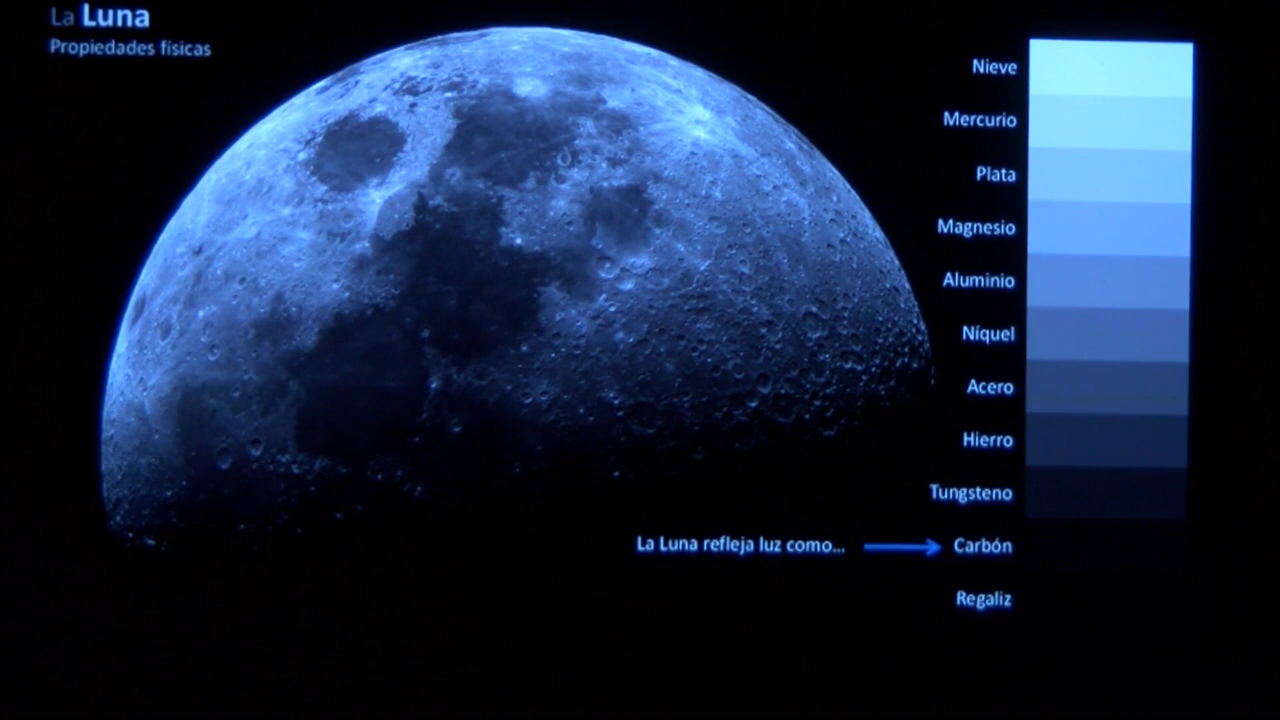 La Luna
Propiedades físicas
Nieve
Mercurio
Plata
Magnesio
Aluminio
Níquel
Acero
Hierro
Tungsteno
La Luna refleja luz como... Carbón
Regaliz